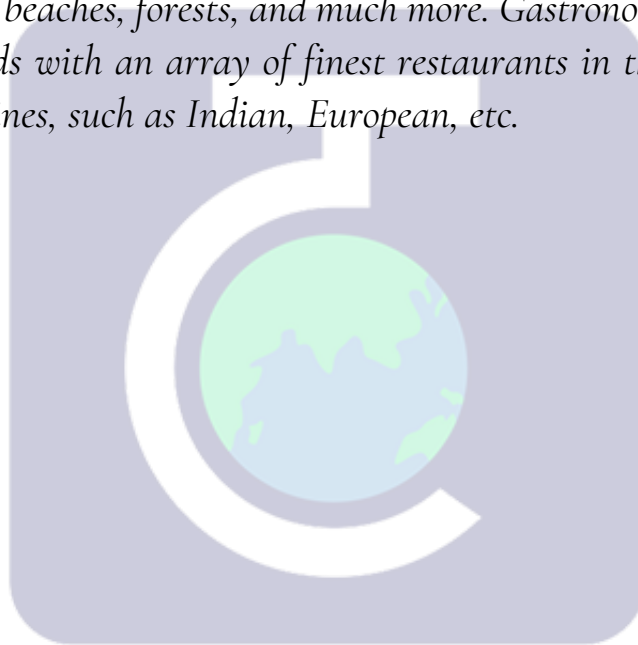 beaches, forests, and much more. Gastrono
ds with an array of finest restaurants in t
nes, such as Indian, European, etc.